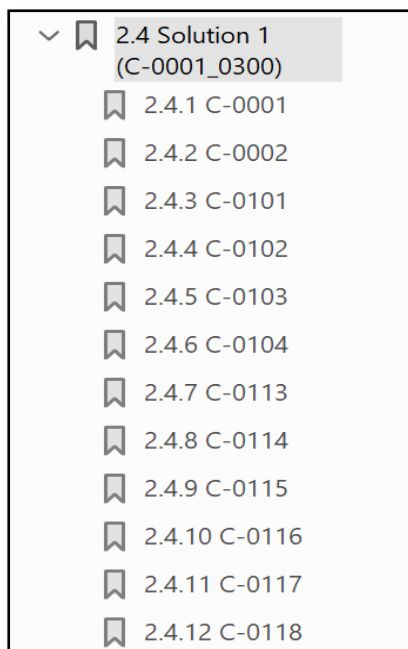 2.4 Solution 1
(C-0001_0300)
2.4.1 C-0001
2.4.2 C-0002
2.4.3 C-0101
2.4.4 C-0102
2.4.5 C-0103
2.4.6 C-0104
2.4.7 C-0113
2.4.8 C-0114
2.4.9 C-0115
2.4.10 C-0116
2.4.11 C-0117
2.4.12 C-0118